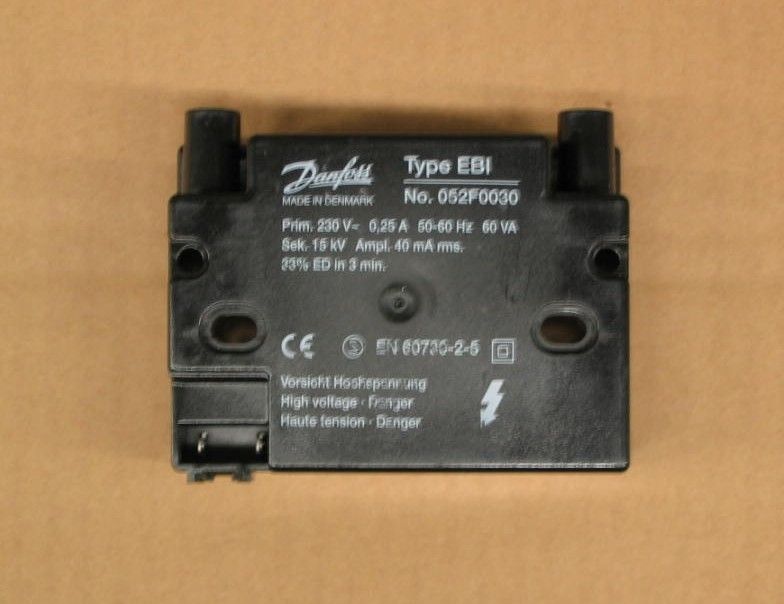 Danfoss
MADE IN DENMARK
Type EBI
No. 052F0030
Prim. 230 V~ 0,25 A 50-60 Hz 60 VA
Sek. 15 kV Ampl. 40 mA rms.
33% ED in 3 min.
CE S EN 60730-2-5
Vorsicht Hochspannung
High voltage · Danger
Haute tension · Danger